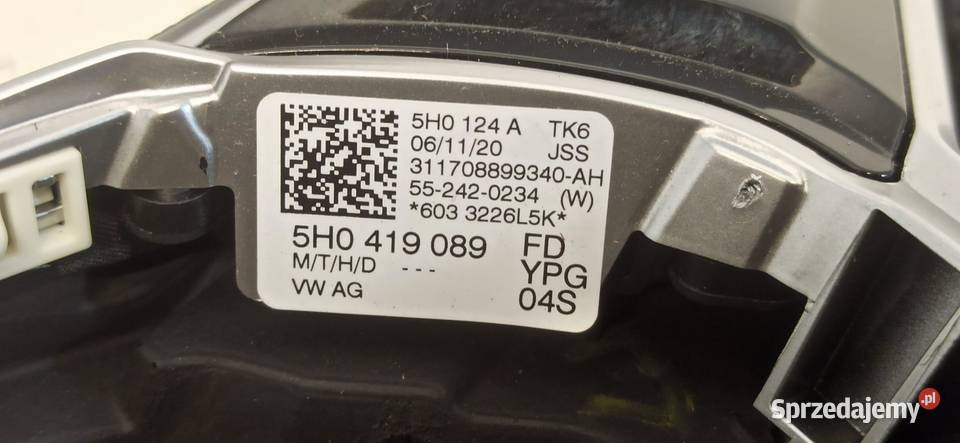 5H0 124 A TK6
06/11/20 JSS
311708899340-AH
55-242-0234 (W)
*603 3226L5K*
5H0 419 089 FD
M/T/H/D --- YPG
VW AG 04S
Sprzedajemy.pl